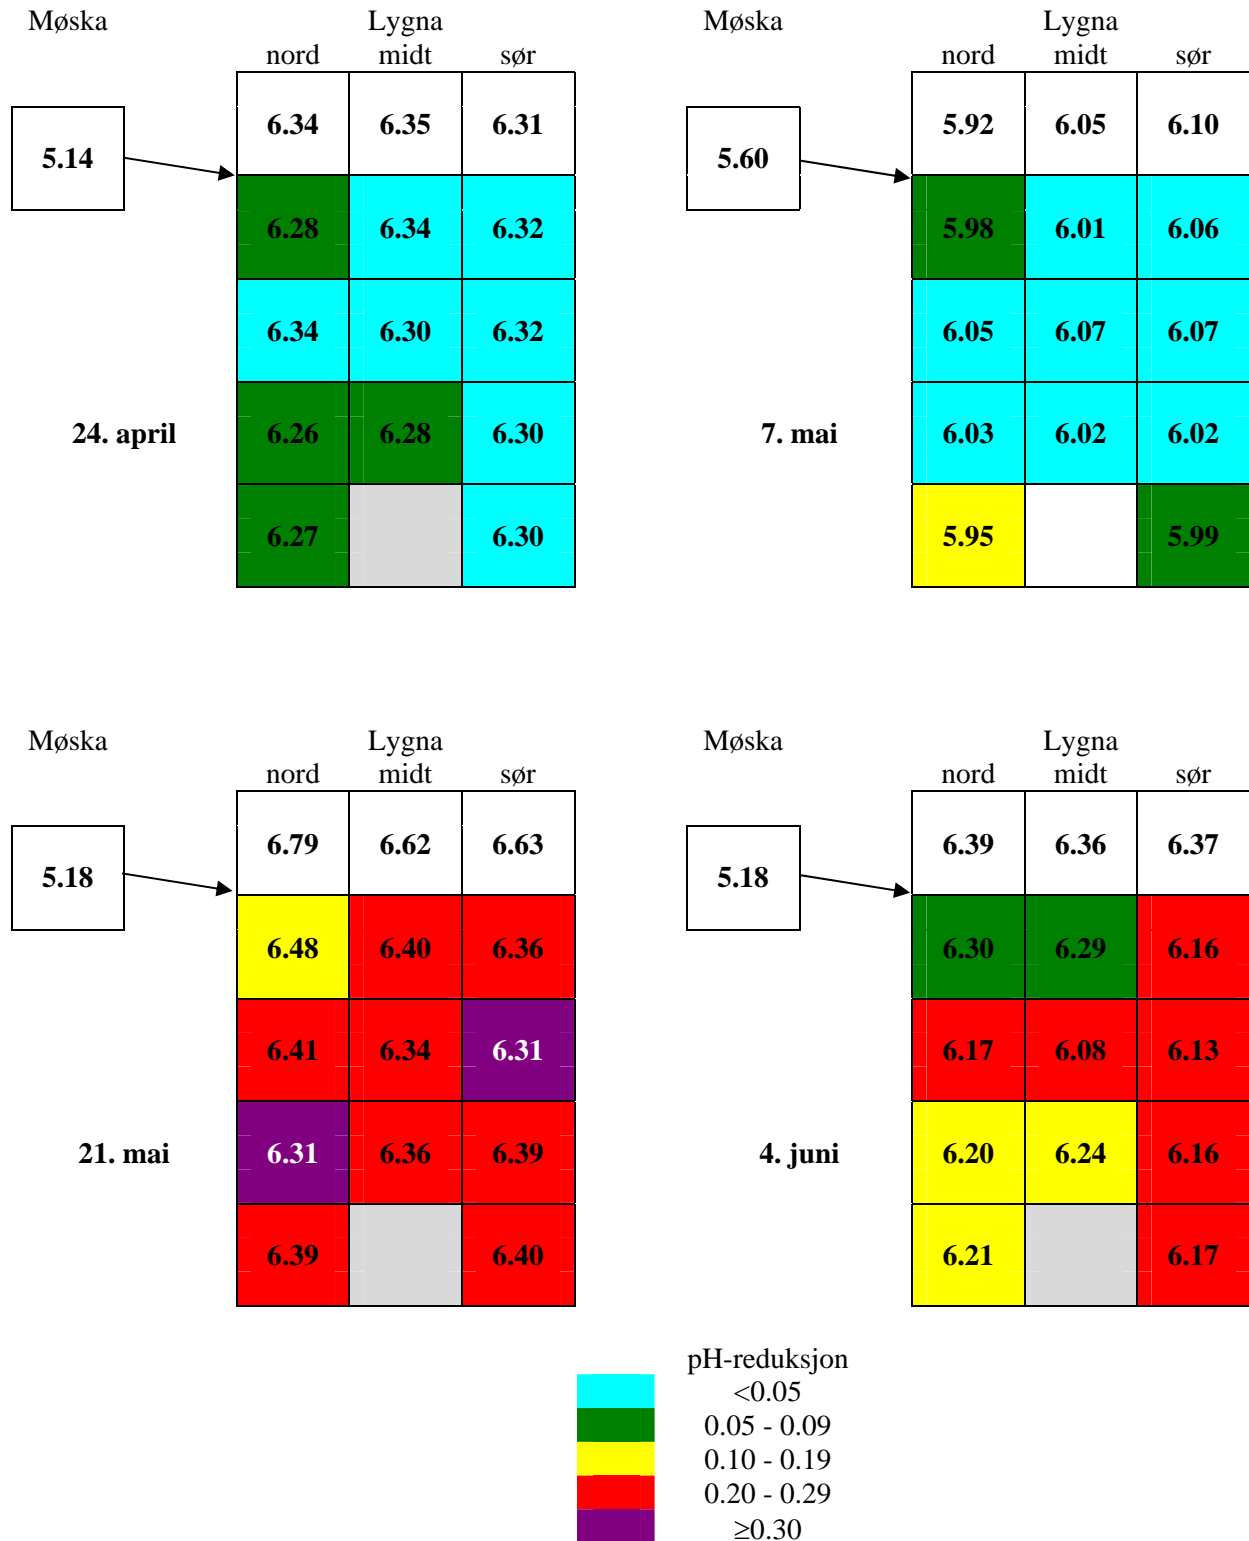 Møska Lygna
nord midt sør
6.34 6.35 6.31
5.14
6.28 6.34 6.32
6.34 6.30 6.32
24. april 6.26 6.28 6.30
6.27 6.30
Møska Lygna
nord midt sør
5.92 6.05 6.10
5.60
5.98 6.01 6.06
6.05 6.07 6.07
7. mai 6.03 6.02 6.02
5.95 5.99
Møska Lygna
nord midt sør
6.79 6.62 6.63
5.18
6.48 6.40 6.36
6.41 6.34 6.31
21. mai 6.31 6.36 6.39
6.39 6.40
Møska Lygna
nord midt sør
6.39 6.36 6.37
5.18
6.30 6.29 6.16
6.17 6.08 6.13
4. juni 6.20 6.24 6.16
6.21 6.17
pH-reduksjon
<0.05
0.05 - 0.09
0.10 - 0.19
0.20 - 0.29
≥0.30